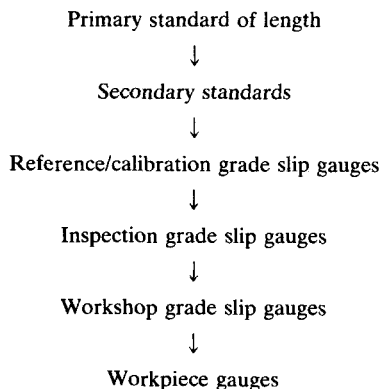 Primary standard of length
↓
Secondary standards
↓
Reference/calibration grade slip gauges
↓
Inspection grade slip gauges
↓
Workshop grade slip gauges
↓
Workpiece gauges